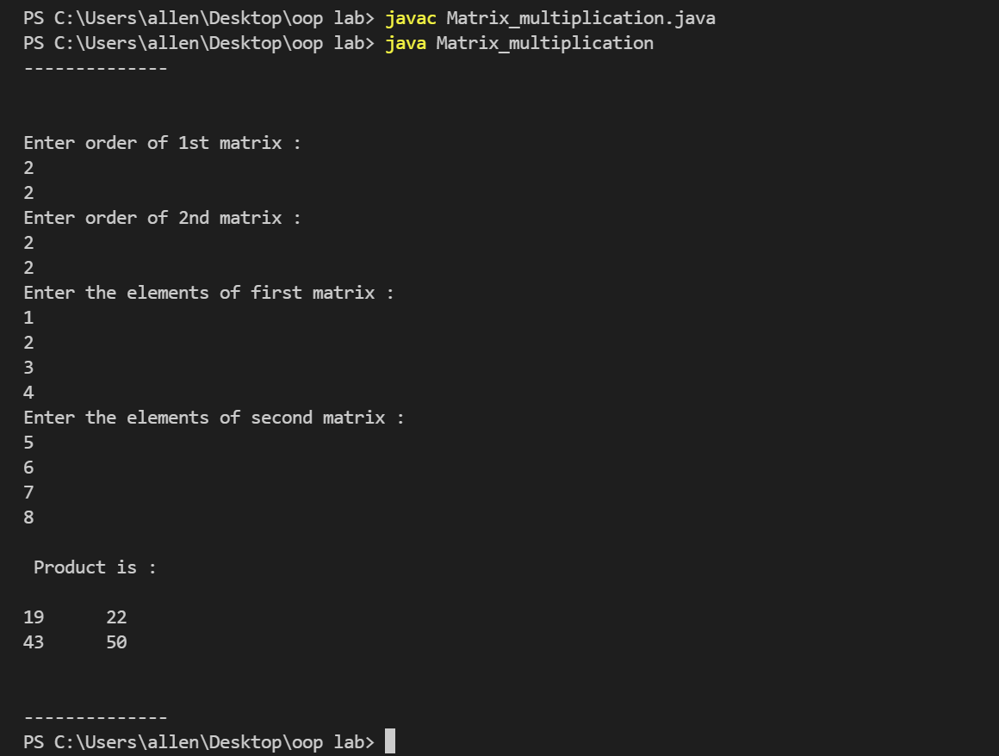 PS C:\Users\allen\Desktop\oop lab> javac Matrix_multiplication.java
PS C:\Users\allen\Desktop\oop lab> java Matrix_multiplication
--------------
Enter order of 1st matrix :
2
2
Enter order of 2nd matrix :
2
2
Enter the elements of first matrix :
1
2
3
4
Enter the elements of second matrix :
5
6
7
8
 Product is :
19      22
43      50
--------------
PS C:\Users\allen\Desktop\oop lab>